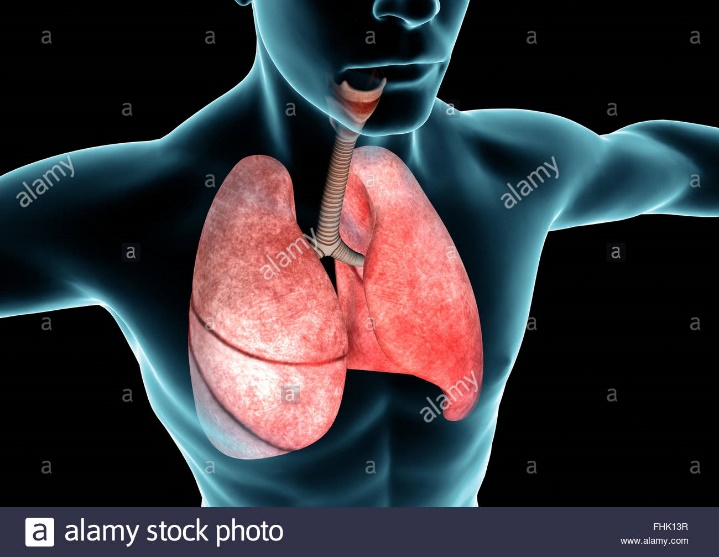 a a a a a
a a a
alamy a alamy a
a alamy a
a a a a
a alamy a
a a a a
a alamy stock photo
FHK13R
www.alamy.com